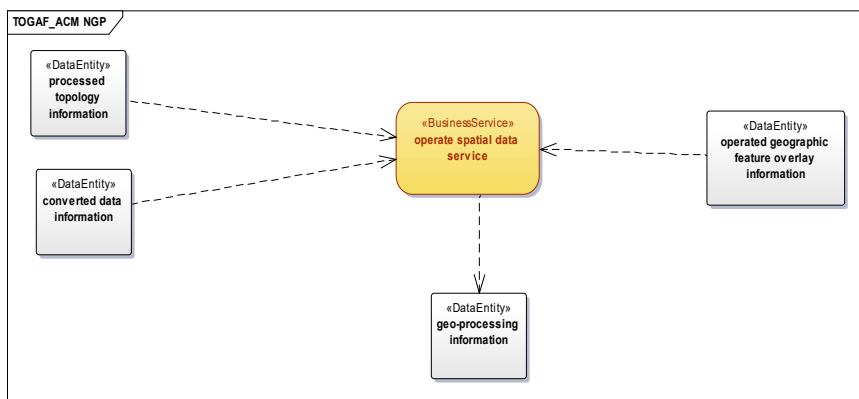 TOGAF_ACM NGP
«DataEntity»
processed
topology
information
«BusinessService»
operate spatial data
service
«DataEntity»
operated geographic
feature overlay
information
«DataEntity»
converted data
information
«DataEntity»
geo-processing
information